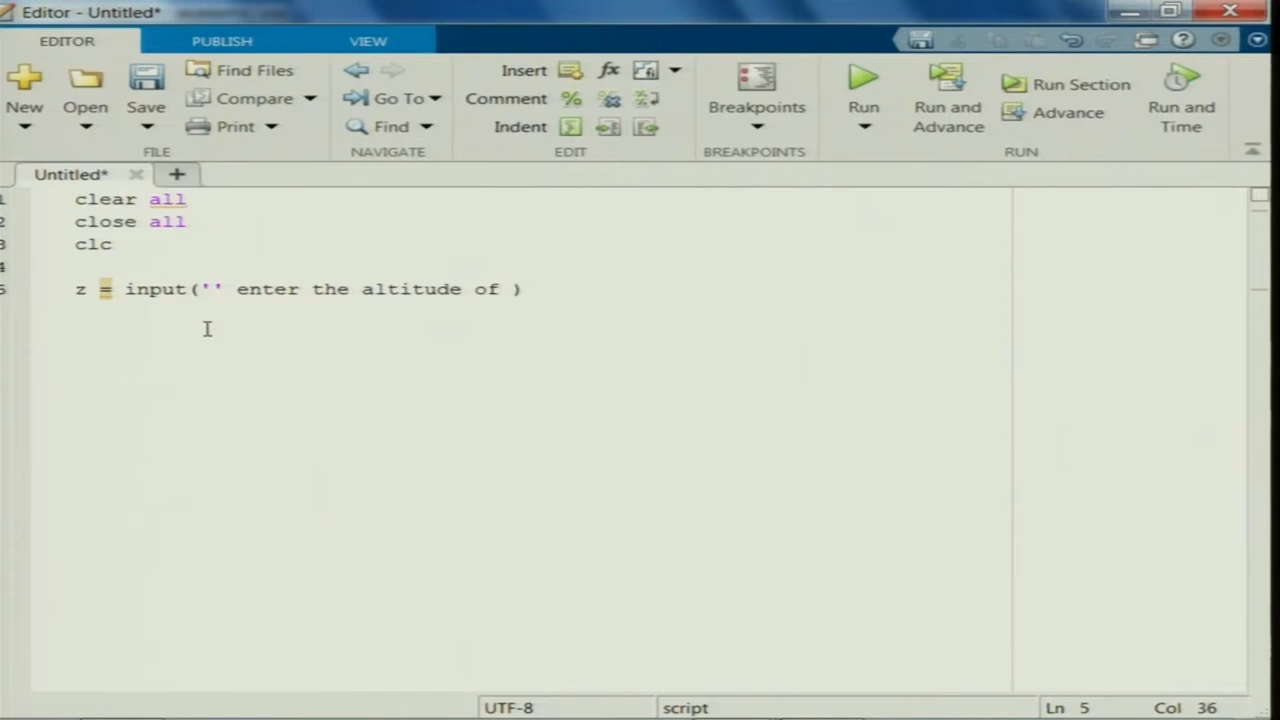 Editor - Untitled*
EDITOR PUBLISH VIEW
New Open Save Find Files Compare Print FILE
Go To Find NAVIGATE
Insert fx Comment % Indent EDIT
Breakpoints BREAKPOINTS
Run Run and Advance Run Section Advance Run and Time RUN
Untitled* +
1 clear all
2 close all
3 clc
4
5 z = input('' enter the altitude of )
UTF-8 script Ln 5 Col 36